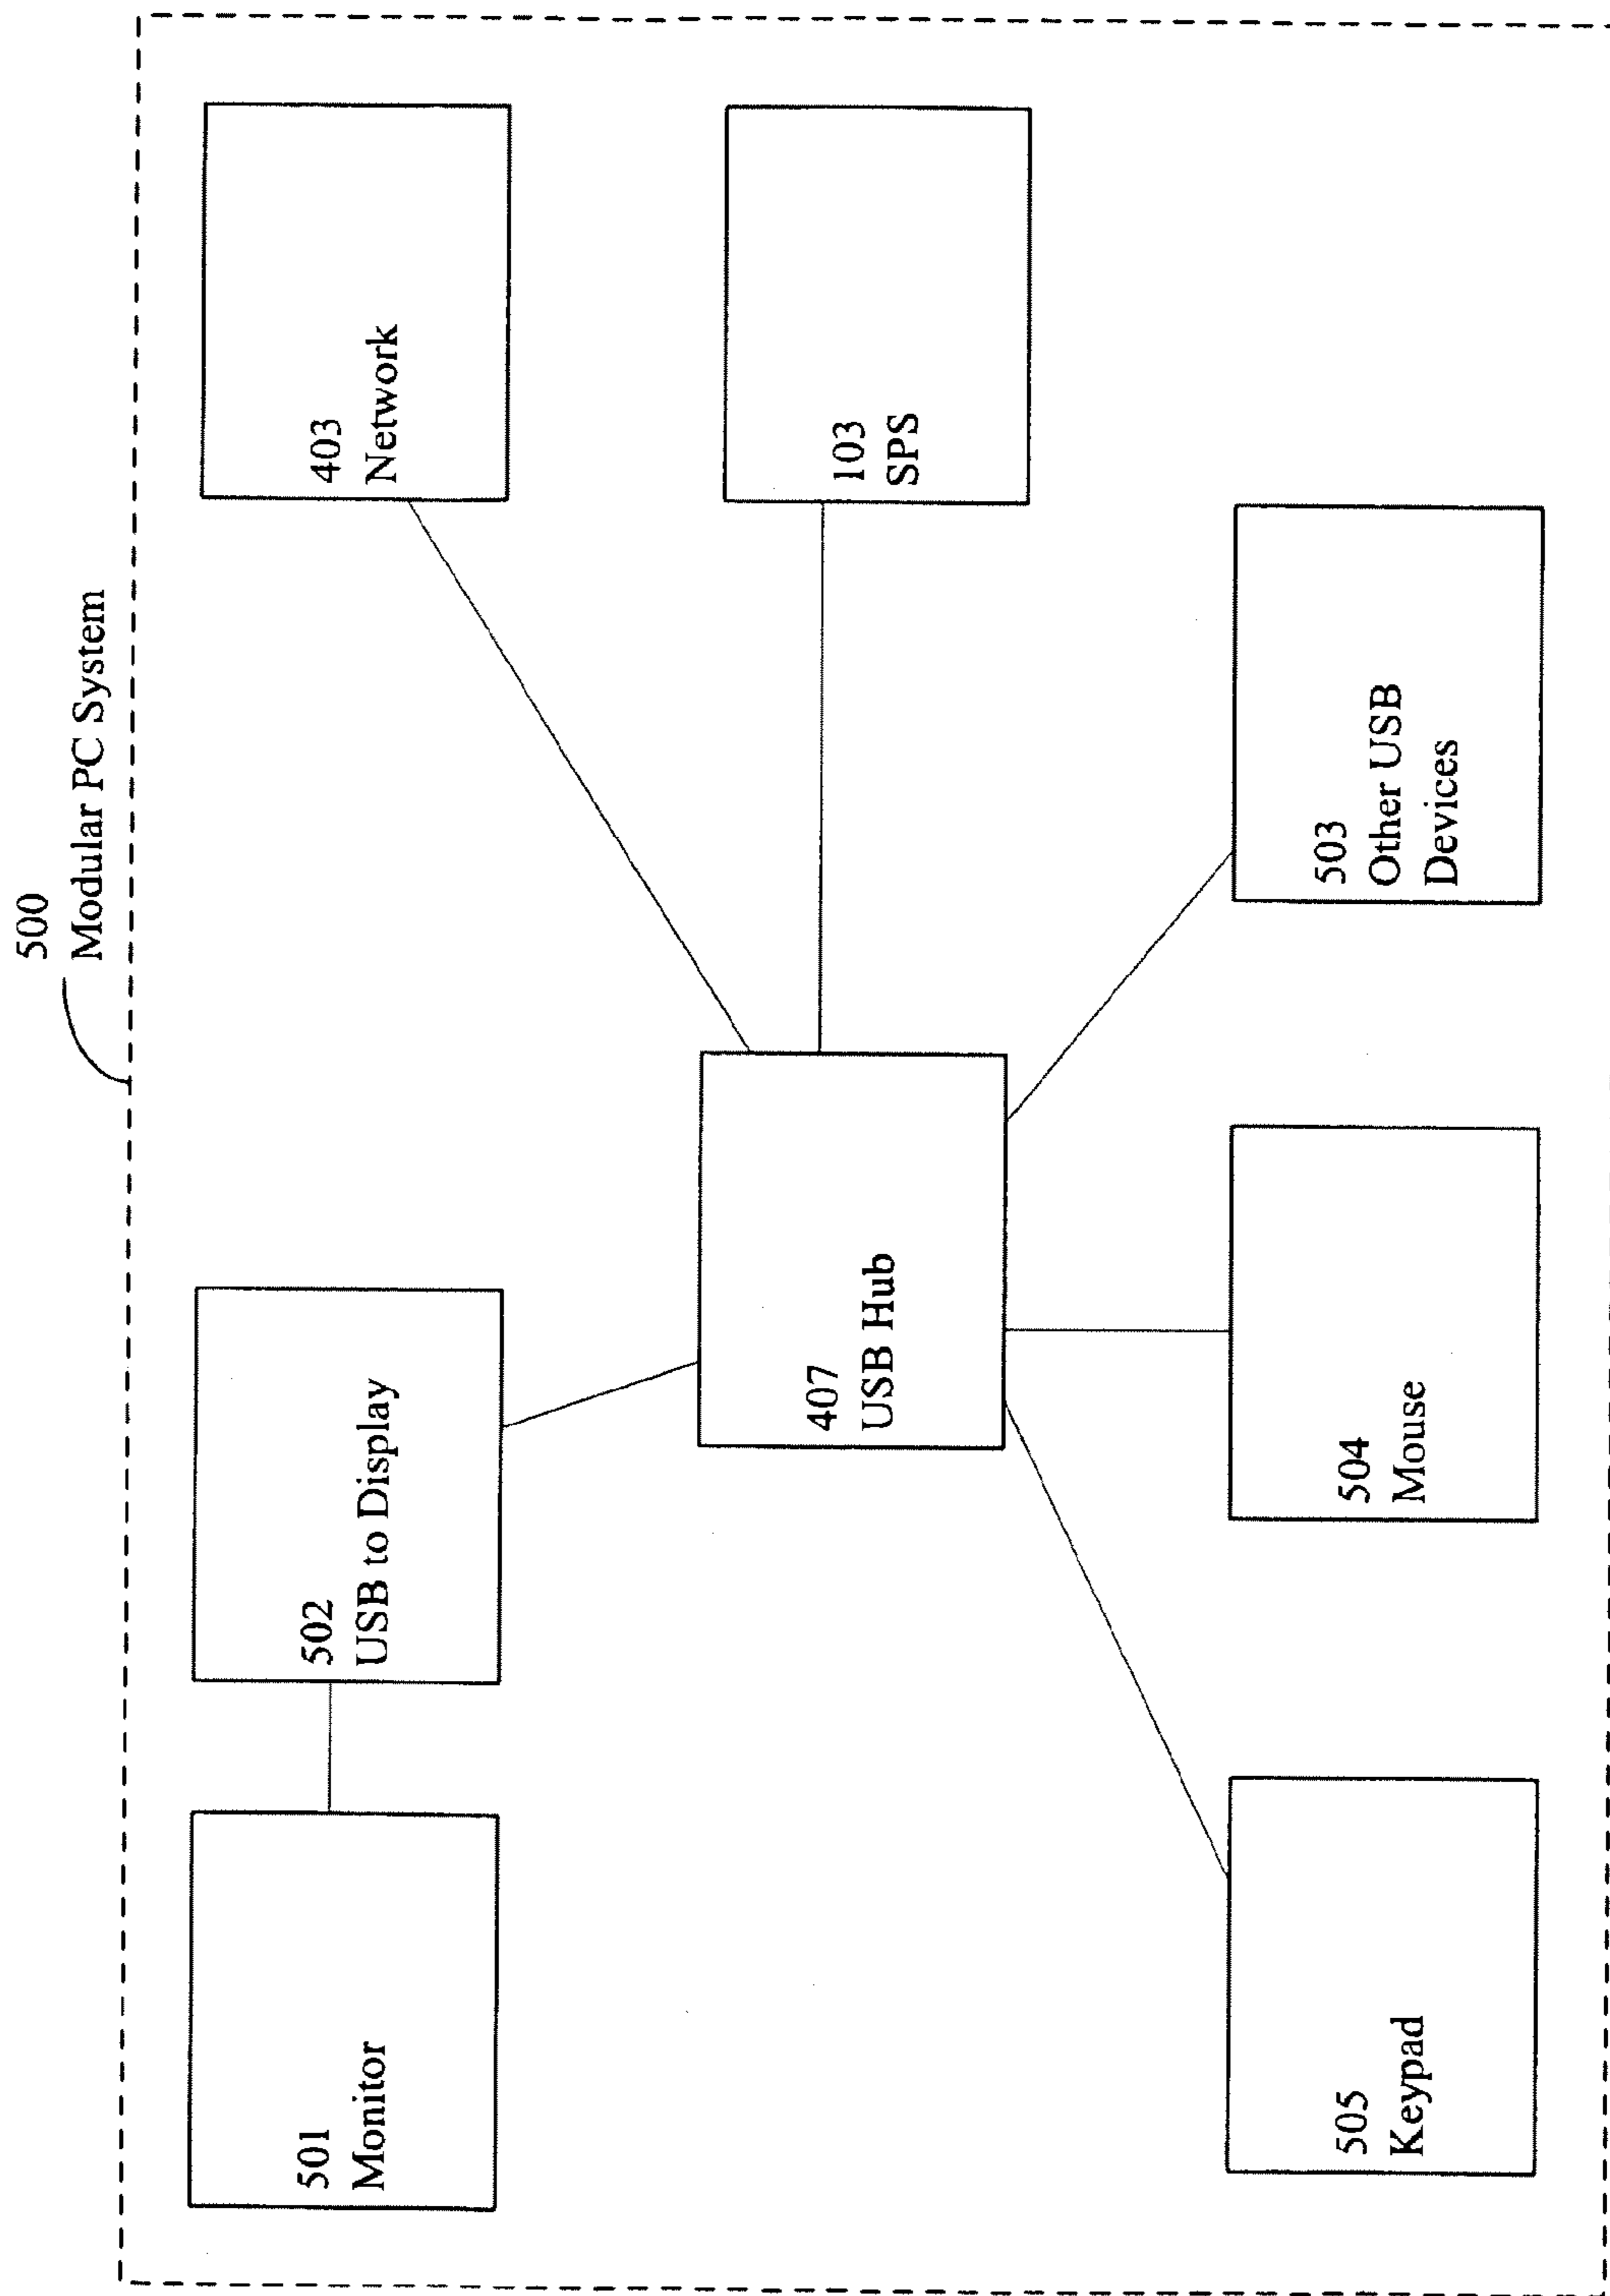 500
Modular PC System
501
Monitor
502
USB to Display
403
Network
407
USB Hub
103
SPS
505
Keypad
504
Mouse
503
Other USB
Devices